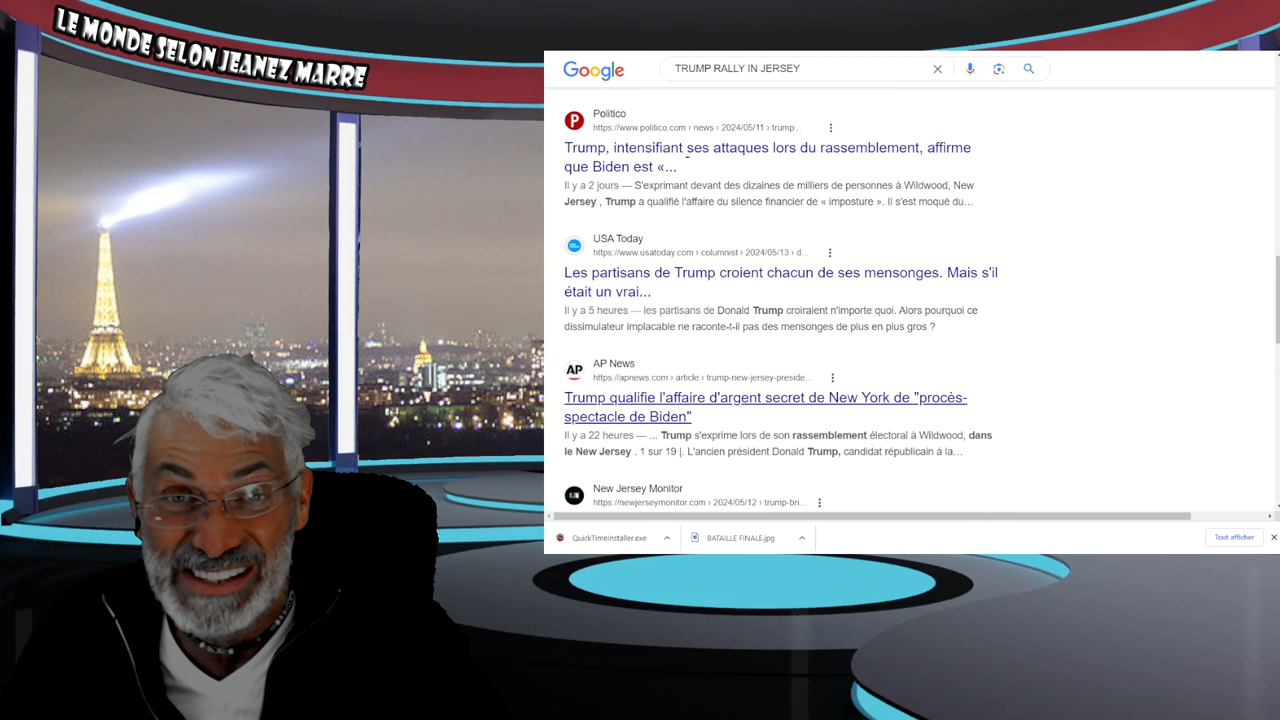 LE MONDE SELON JEANEZ MARRE
Google
TRUMP RALLY IN JERSEY
P
Politico
https://www.politico.com › news › 2024/05/11 › trump...
Trump, intensifiant ses attaques lors du rassemblement, affirme
que Biden est «...
Il y a 2 jours — S'exprimant devant des dizaines de milliers de personnes à Wildwood, New
Jersey , Trump a qualifié l'affaire du silence financier de « imposture ». Il s'est moqué du…
USA Today
https://www.usatoday.com › columnist › 2024/05/13 › d...
Les partisans de Trump croient chacun de ses mensonges. Mais s'il
était un vrai...
Il y a 5 heures — les partisans de Donald Trump croiraient n'importe quoi. Alors pourquoi ce
dissimulateur implacable ne raconte-t-il pas des mensonges de plus en plus gros ?
AP
AP News
https://apnews.com › article › trump-new-jersey-preside...
Trump qualifie l'affaire d'argent secret de New York de "procès-
spectacle de Biden"
Il y a 22 heures — ... Trump s'exprime lors de son rassemblement électoral à Wildwood, dans
le New Jersey . 1 sur 19 |. L'ancien président Donald Trump, candidat républicain à la…
New Jersey Monitor
https://newjerseymonitor.com › 2024/05/12 › trump-bri...
QuickTimeInstaller.exe
BATAILLE FINALE.jpg
Tout afficher